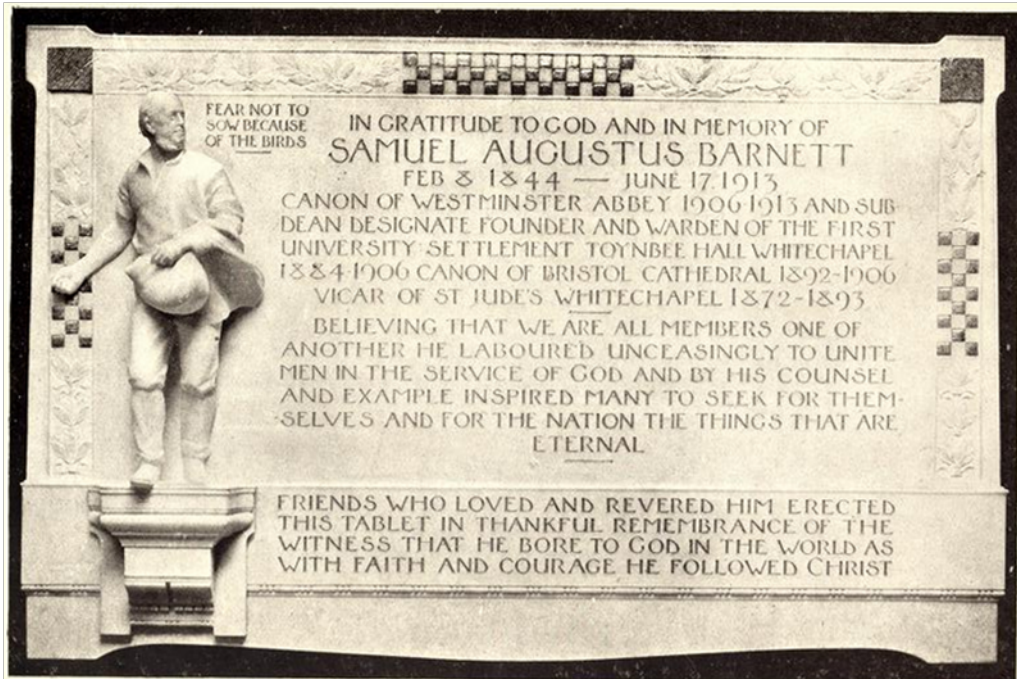 FEAR NOT TO
SOW BECAUSE
OF THE BIRDS
IN GRATITUDE TO GOD AND IN MEMORY OF
SAMUEL AUGUSTUS BARNETT
FEB 8 1844 — JUNE 17. 1913
CANON OF WESTMINSTER ABBEY 1906-1913 AND SUB-
DEAN DESIGNATE FOUNDER AND WARDEN OF THE FIRST
UNIVERSITY SETTLEMENT TOYNBEE HALL WHITECHAPEL
1884-1906 CANON OF BRISTOL CATHEDRAL 1892-1906
VICAR OF ST JUDE'S WHITECHAPEL 1872-1893
BELIEVING THAT WE ARE ALL MEMBERS ONE OF
ANOTHER HE LABOURED UNCEASINGLY TO UNITE
MEN IN THE SERVICE OF GOD AND BY HIS COUNSEL
AND EXAMPLE INSPIRED MANY TO SEEK FOR THEM-
-SELVES AND FOR THE NATION THE THINGS THAT ARE
ETERNAL
FRIENDS WHO LOVED AND REVERED HIM ERECTED
THIS TABLET IN THANKFUL REMEMBRANCE OF THE
WITNESS THAT HE BORE TO GOD IN THE WORLD AS
WITH FAITH AND COURAGE HE FOLLOWED CHRIST